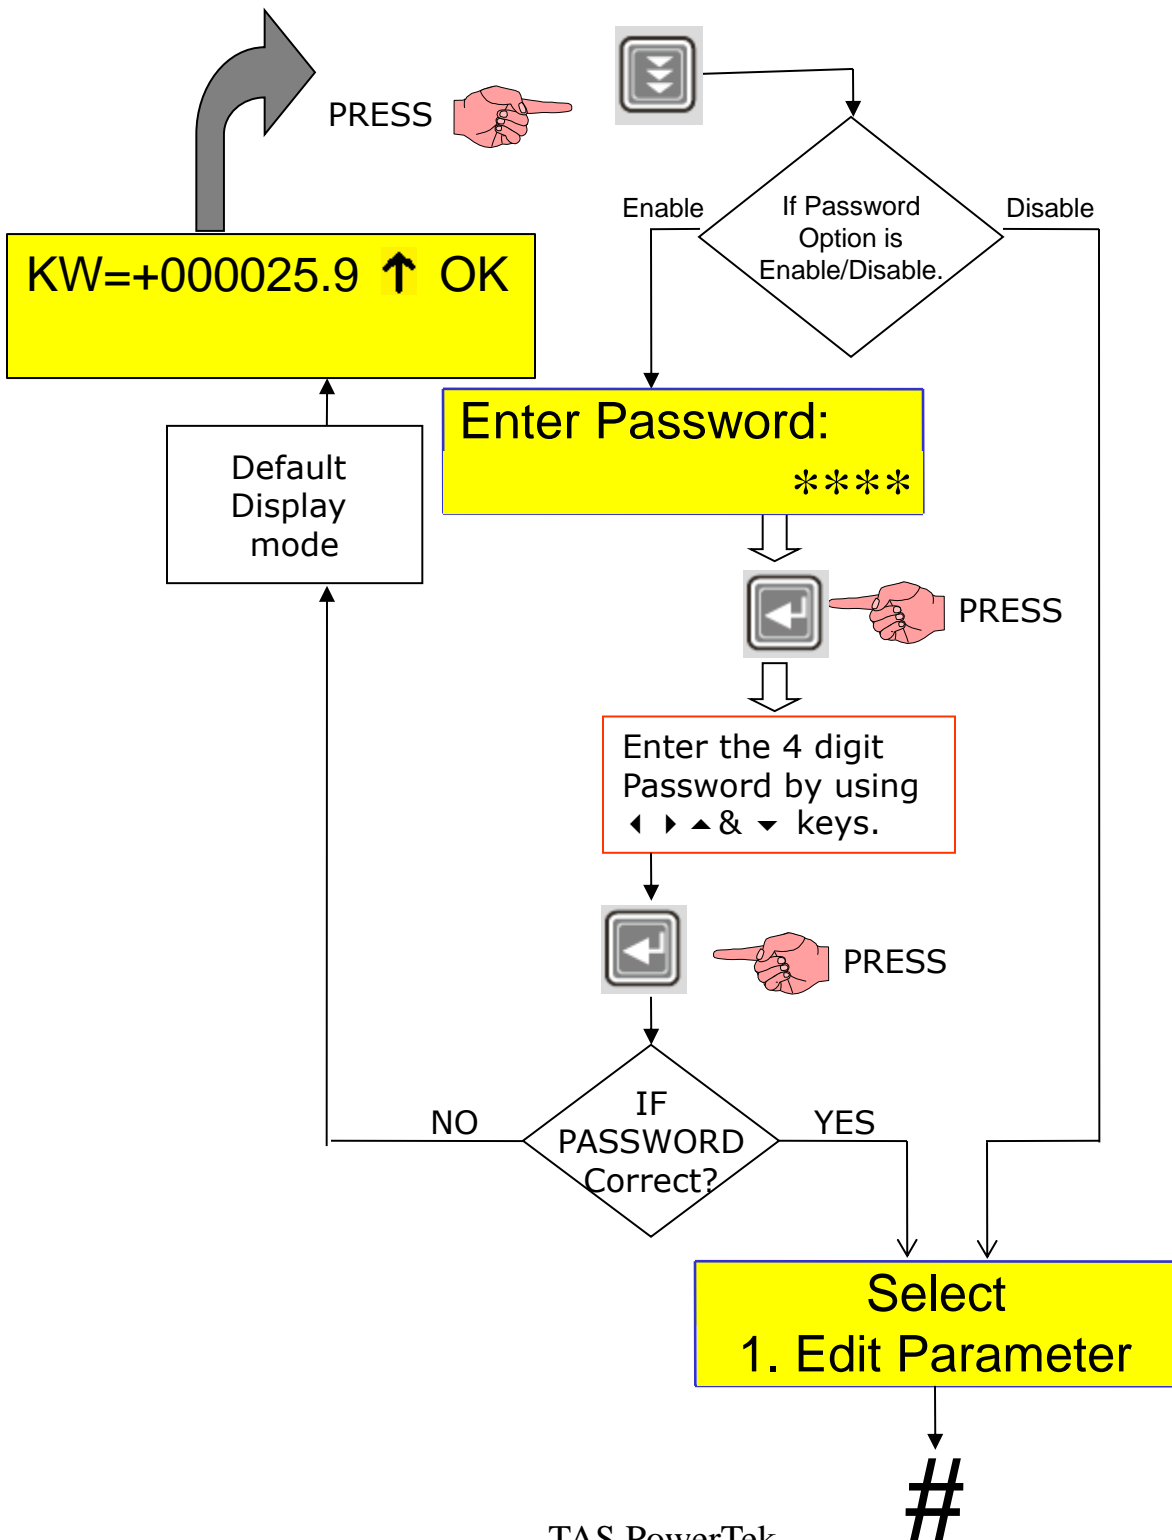 PRESS
Enable
If Password
Option is
Enable/Disable.
Disable
KW=+000025.9 ↑ OK
Enter Password:
****
Default
Display
mode
PRESS
Enter the 4 digit
Password by using
◂ ▸ ▴ & ▾ keys.
PRESS
NO
IF
PASSWORD
Correct?
YES
Select
1. Edit Parameter
#
TAS PowerTek